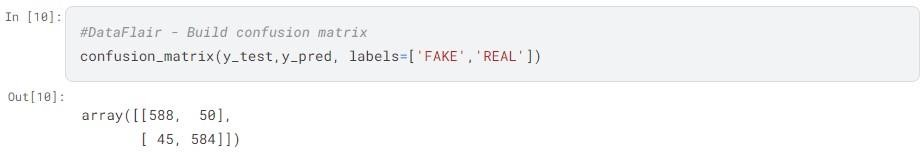 In [10]:
#DataFlair - Build confusion matrix
confusion_matrix(y_test,y_pred, labels=['FAKE','REAL'])
Out[10]:
array([[588,  50],
       [ 45, 584]])